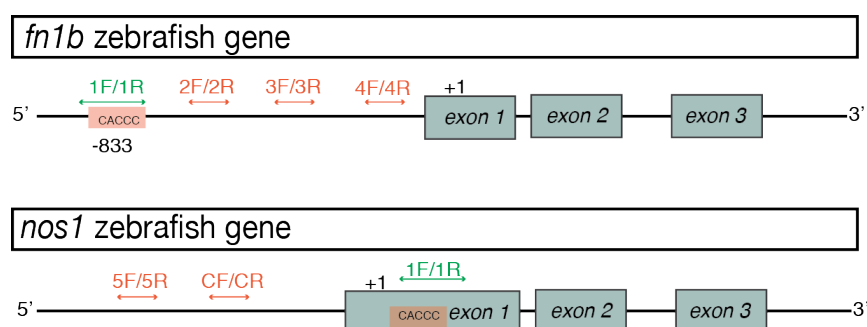 fn1b zebrafish gene
1F/1R 2F/2R 3F/3R 4F/4R +1
5’ CACCC exon 1 exon 2 exon 3 3’
-833
nos1 zebrafish gene
5F/5R CF/CR +1 1F/1R
5’ CACCC exon 1 exon 2 exon 3 3’